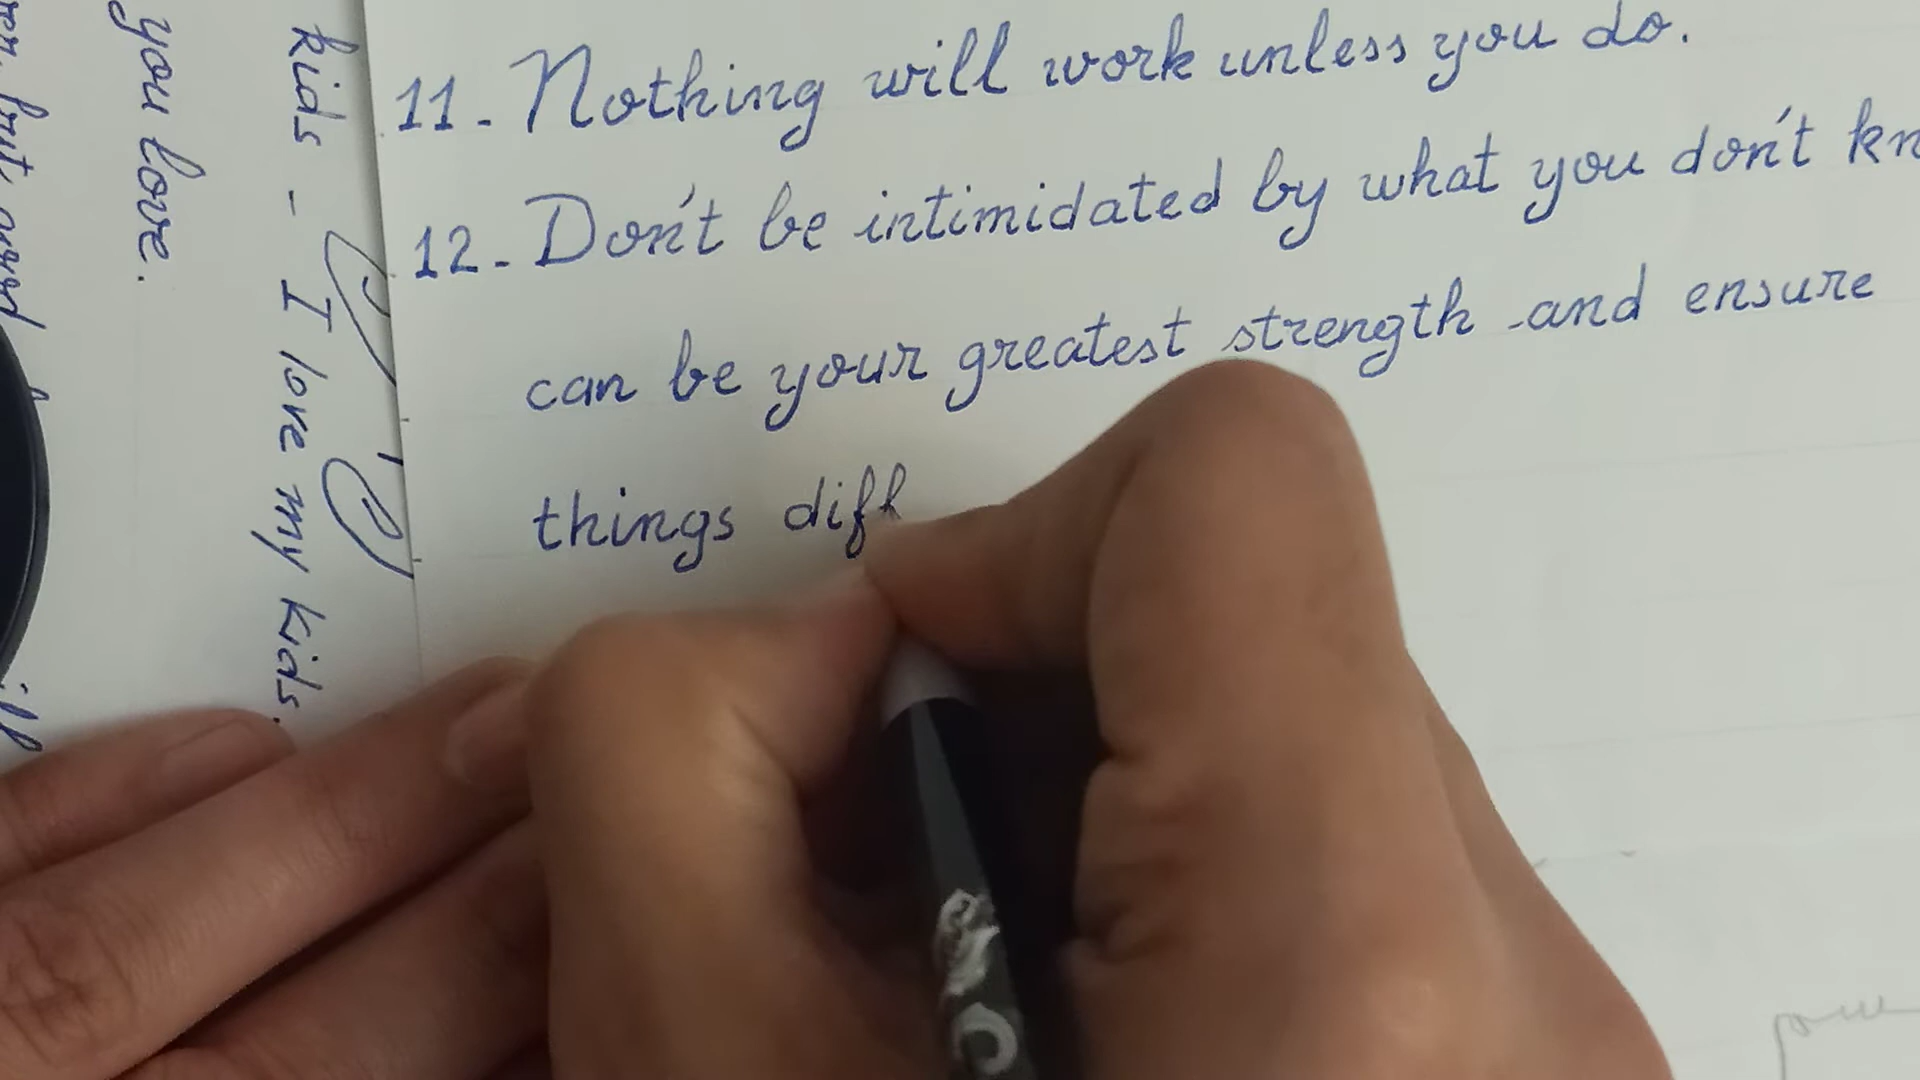 11. Nothing will work unless you do.
12. Don't be intimidated by what you don't kn
can be your greatest strength and ensure
things diff
kids - I love my kids.
you love.